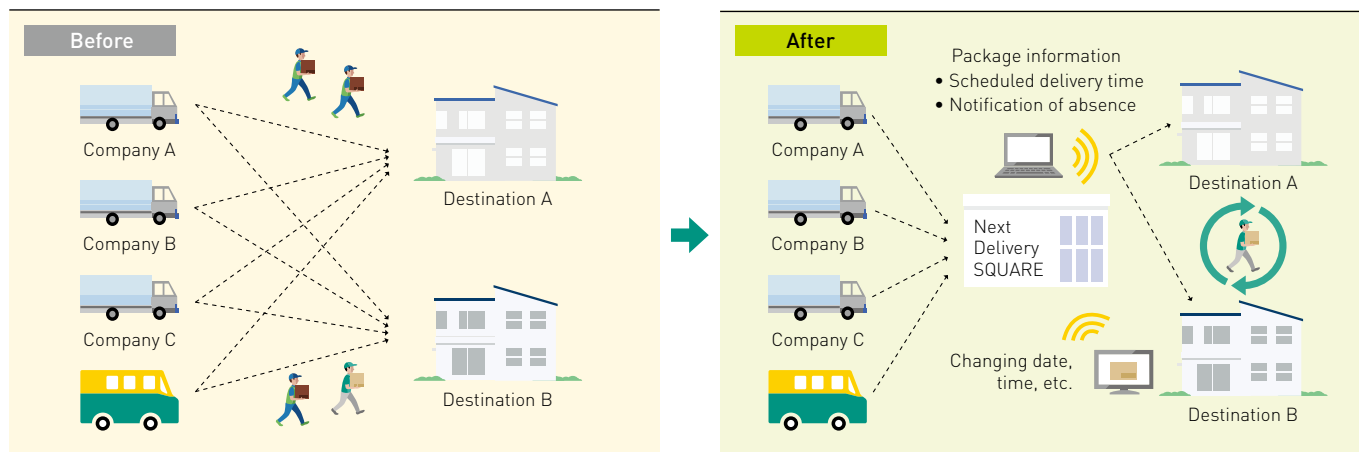 Before
Company A
Company B
Company C
Destination A
Destination B
After
Company A
Company B
Company C
Package information
• Scheduled delivery time
• Notification of absence
Next
Delivery
SQUARE
Changing date,
time, etc.
Destination A
Destination B